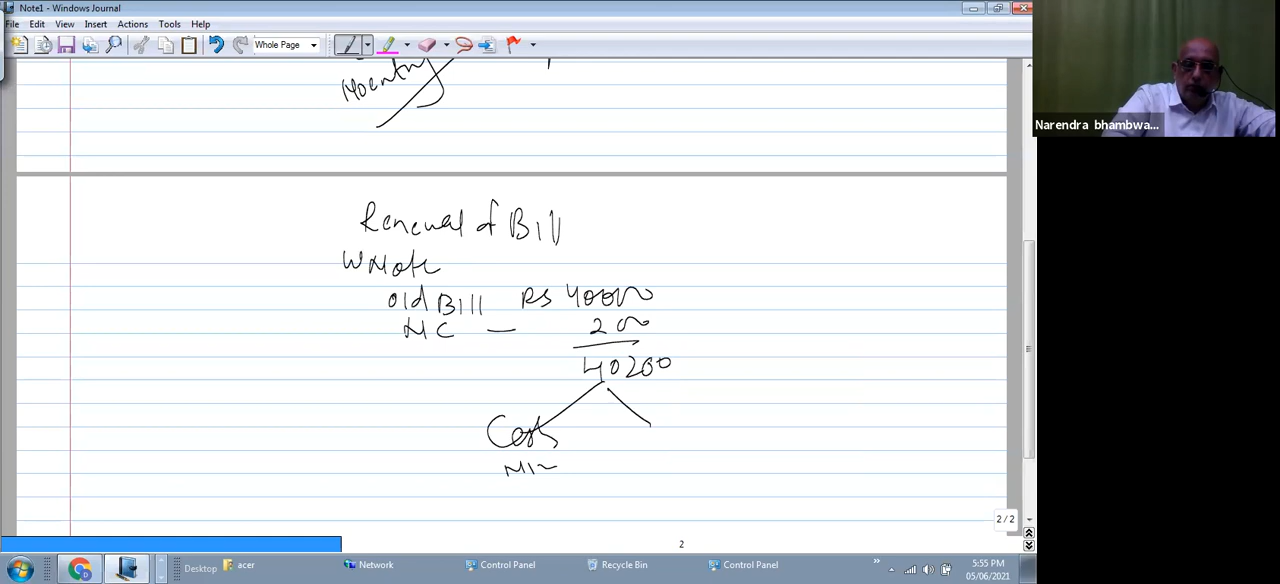 Note1 - Windows Journal
File Edit View Insert Actions Tools Help
Whole Page
Narendra bhambwa...
Renewal of Bill
W Note
Old Bill Rs 40000
NC — 200
40200
Cash
2 / 2
2
Desktop acer Network Control Panel Recycle Bin Control Panel
»
5:55 PM
05/06/2021